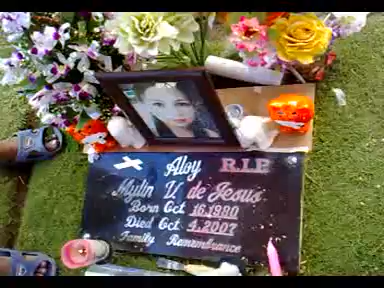 Aloy R.I.P
Mylin V. de Jesus
Born Oct 16,1980
Died Oct 4,2007
Family Remembrance